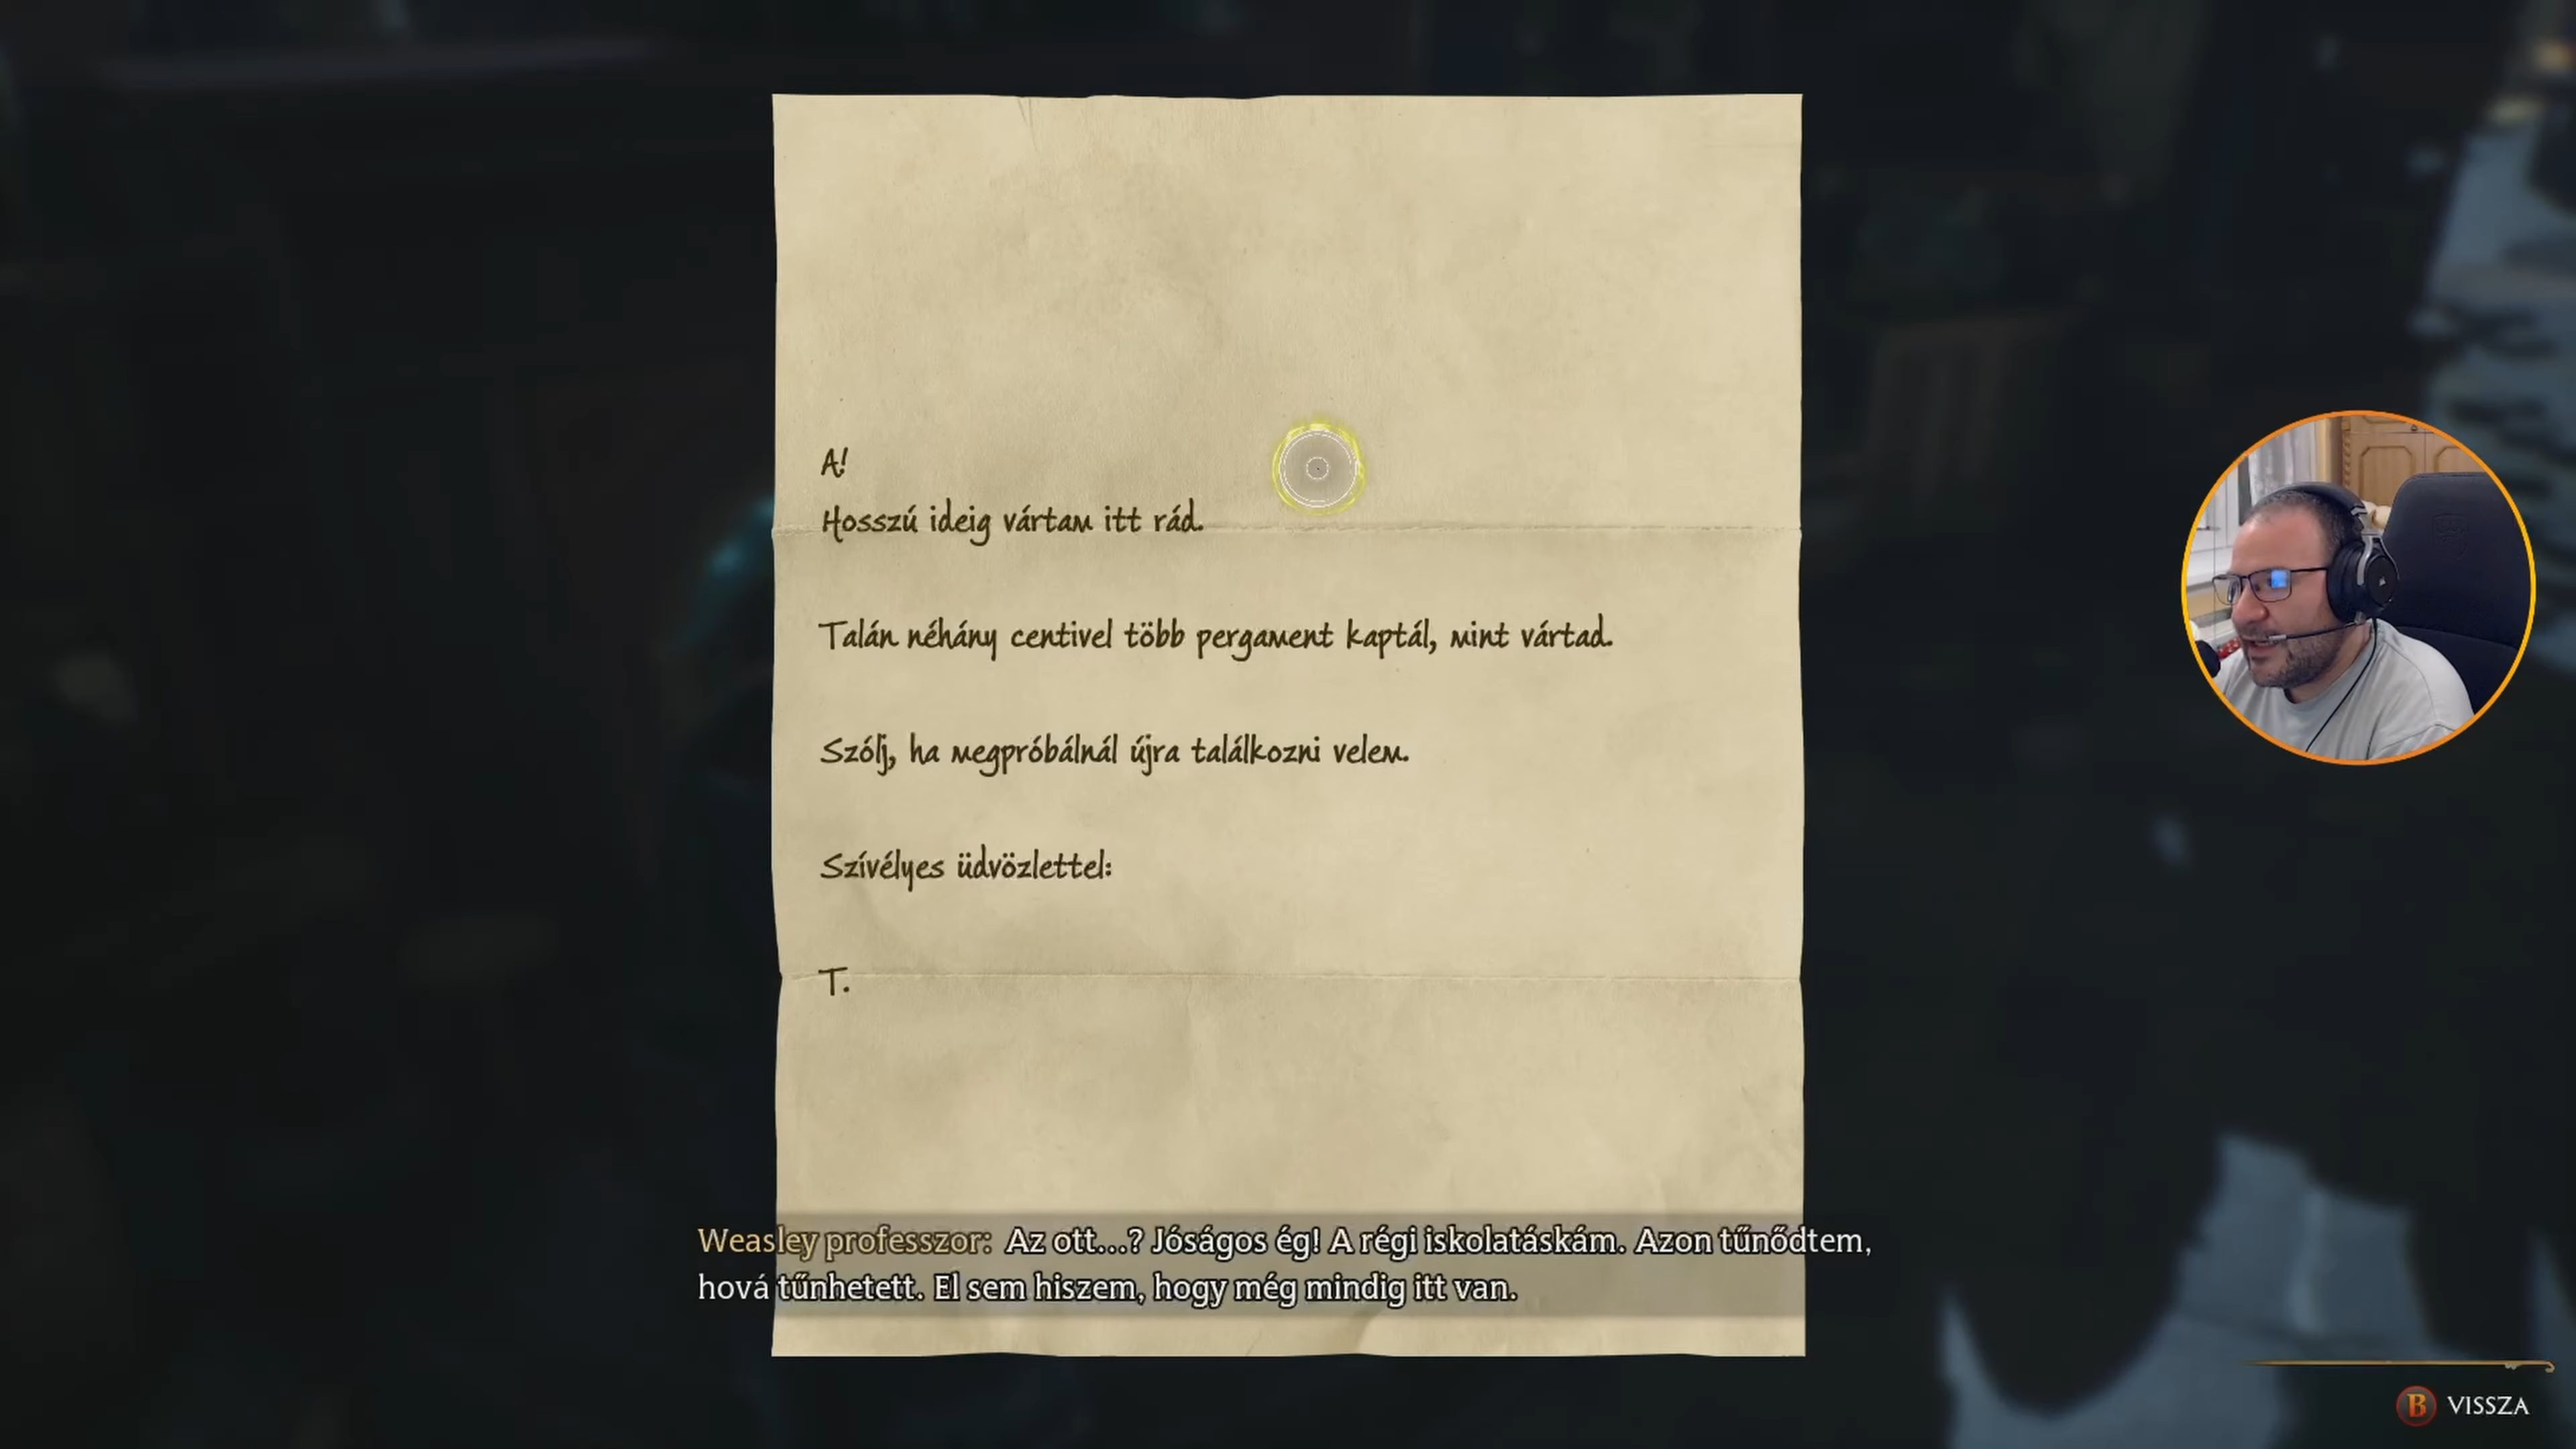 A!
Hosszú ideig vártam itt rád.
Talán néhány centivel több pergament kaptál, mint vártad.
Szólj, ha megpróbálnál újra találkozni velem.
Szívélyes üdvözlettel:
T.
Weasley professzor: Az ott...? Jóságos ég! A régi iskolatáskám. Azon tűnődtem,
hová tűnhetett. El sem hiszem, hogy még mindig itt van.
B VISSZA